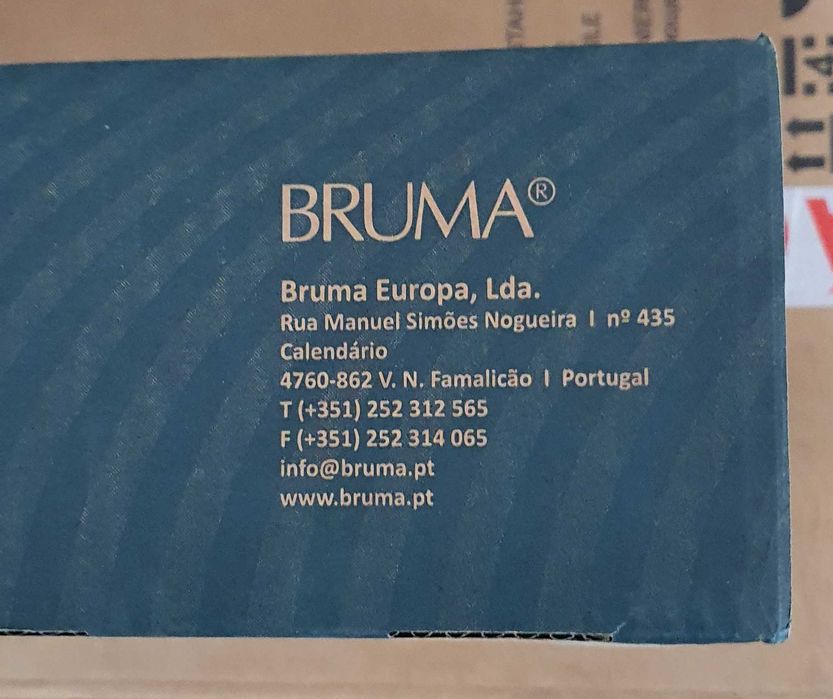 BRUMA®
Bruma Europa, Lda.
Rua Manuel Simões Nogueira I nº 435
Calendário
4760-862 V. N. Famalicão I Portugal
T (+351) 252 312 565
F (+351) 252 314 065
info@bruma.pt
www.bruma.pt